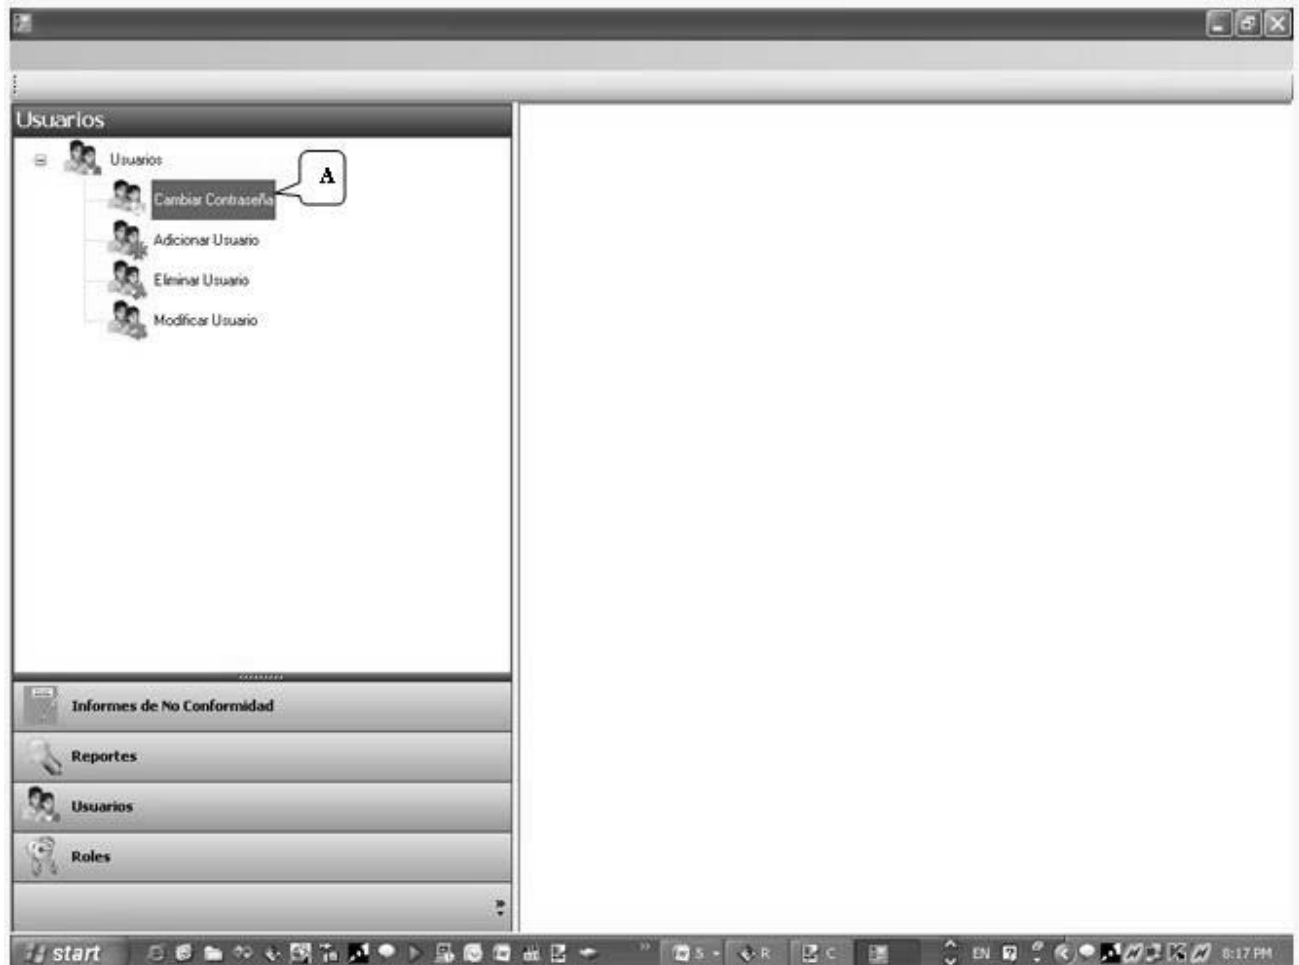 Usuarios
Usuarios
A
Cambiar Contraseña
Adicionar Usuario
Eliminar Usuario
Modificar Usuario
Informes de No Conformidad
Reportes
Usuarios
Roles
start
S
R
C
EN
8:17 PM